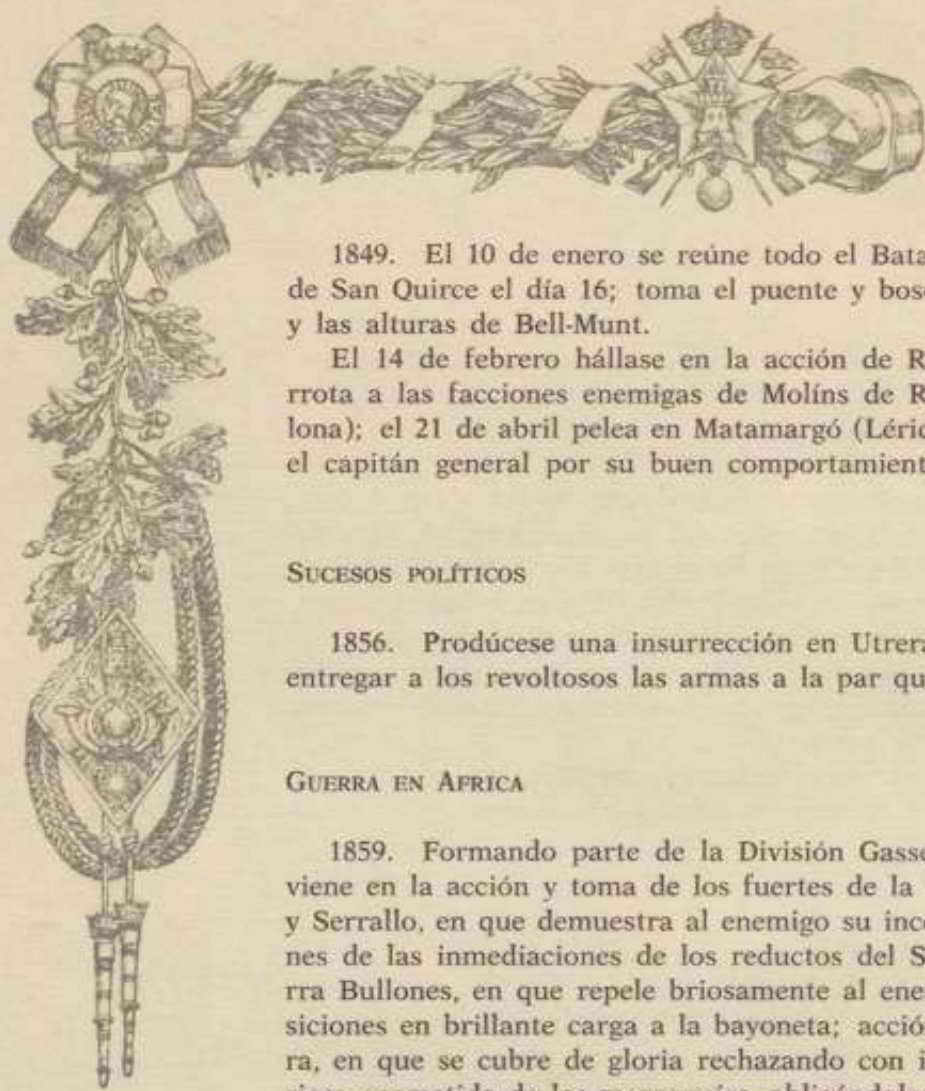 1849. El 10 de enero se reúne todo el Bata
de San Quirce el día 16; toma el puente y bos
y las alturas de Bell-Munt.
El 14 de febrero hállase en la acción de R
rrota a las facciones enemigas de Molíns de R
lona); el 21 de abril pelea en Matamargó (Léric
el capitán general por su buen comportamient
SUCESOS POLÍTICOS
1856. Prodúcese una insurrección en Utrera
entregar a los revoltosos las armas a la par qu
GUERRA EN AFRICA
1859. Formando parte de la División Gasse
viene en la acción y toma de los fuertes de la
y Serrallo, en que demuestra al enemigo su inc
nes de las inmediaciones de los reductos del S
rra Bullones, en que repele briosamente al ene
siciones en brillante carga a la bayoneta; acció
ra, en que se cubre de gloria rechazando con i